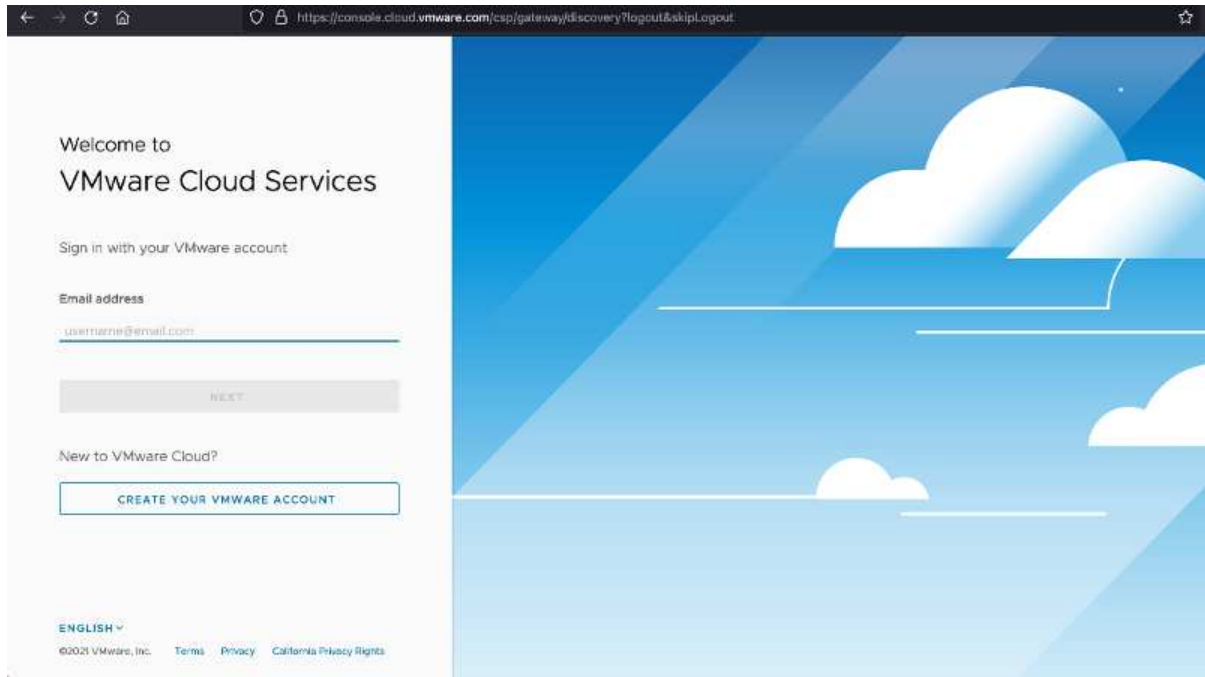 https://console.cloud.vmware.com/csp/gateway/discovery?logout&skipLogout
Welcome to
VMware Cloud Services
Sign in with your VMware account
Email address
username@email.com
NEXT
New to VMware Cloud?
CREATE YOUR VMWARE ACCOUNT
ENGLISH
©2021 VMware, Inc. Terms Privacy California Privacy Rights